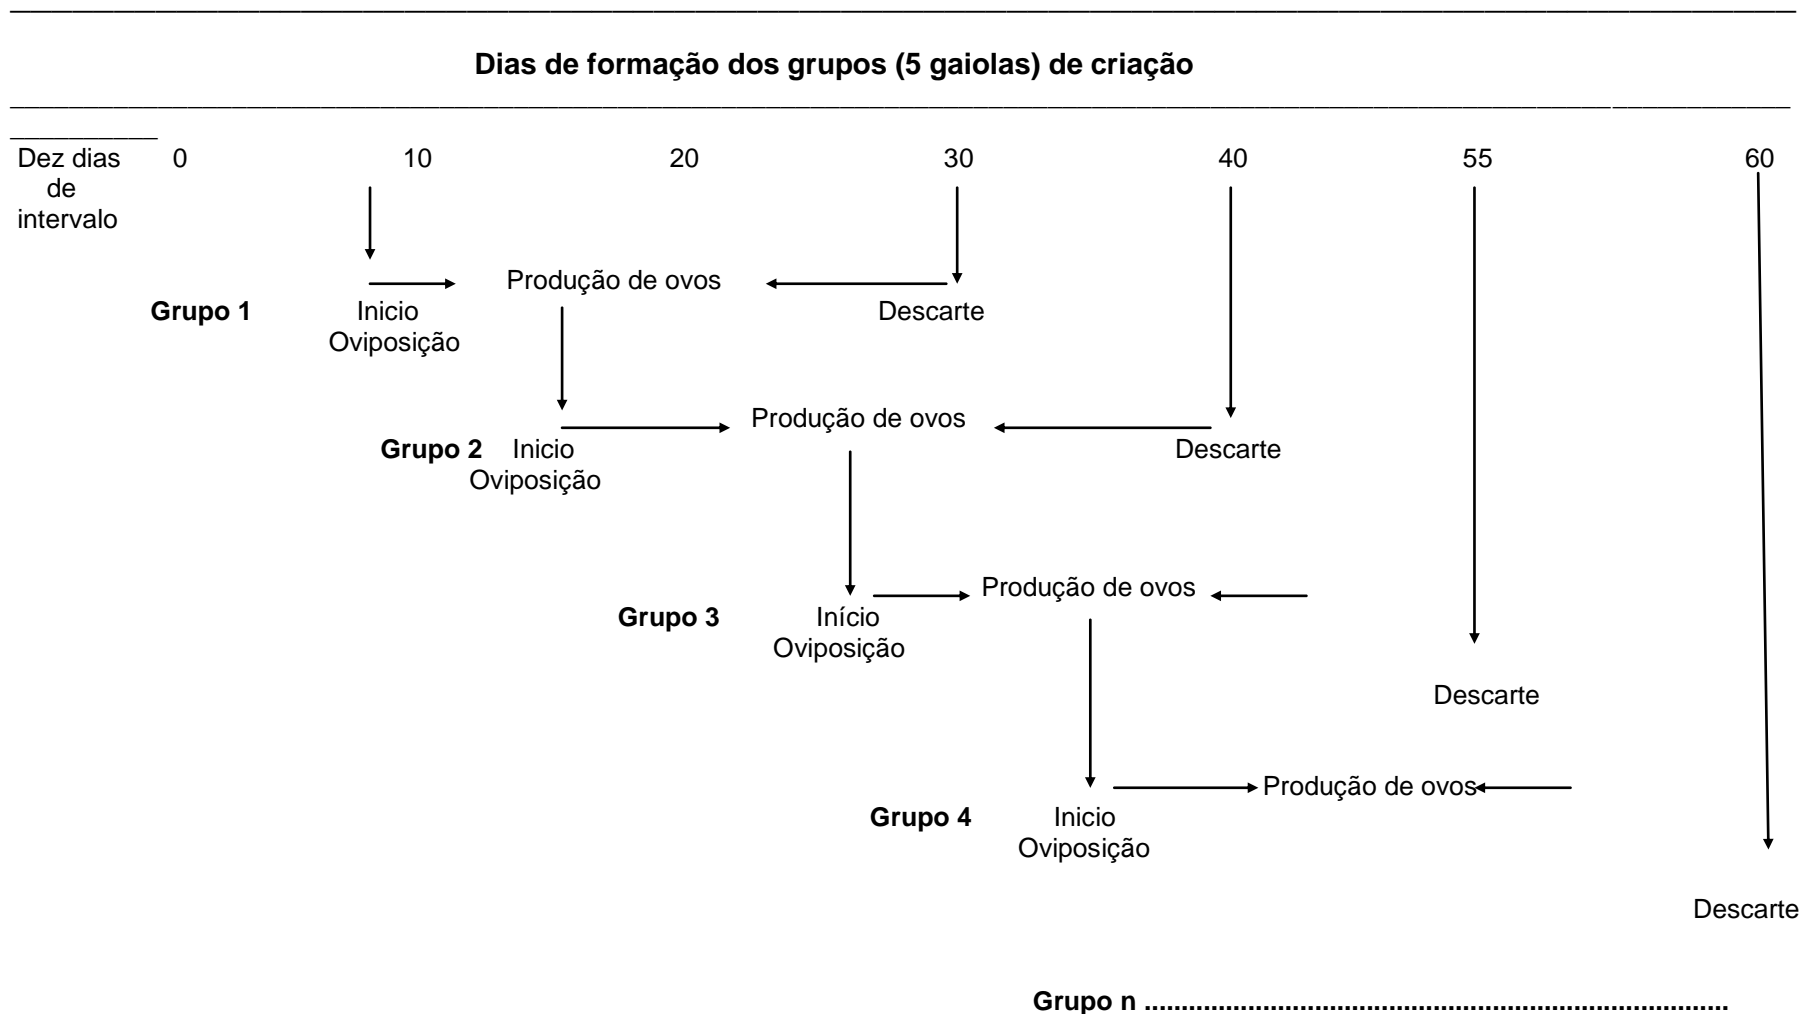 Dias de formação dos grupos (5 gaiolas) de criação
Dez dias 0 10 20 30 40 55 60
de
intervalo
Produção de ovos
Grupo 1 Inicio Descarte
Oviposição
Produção de ovos
Grupo 2 Inicio Descarte
Oviposição
Produção de ovos
Grupo 3 Início
Oviposição
Descarte
Produção de ovos
Grupo 4 Inicio
Oviposição
Descarte
Grupo n ...............................................................................